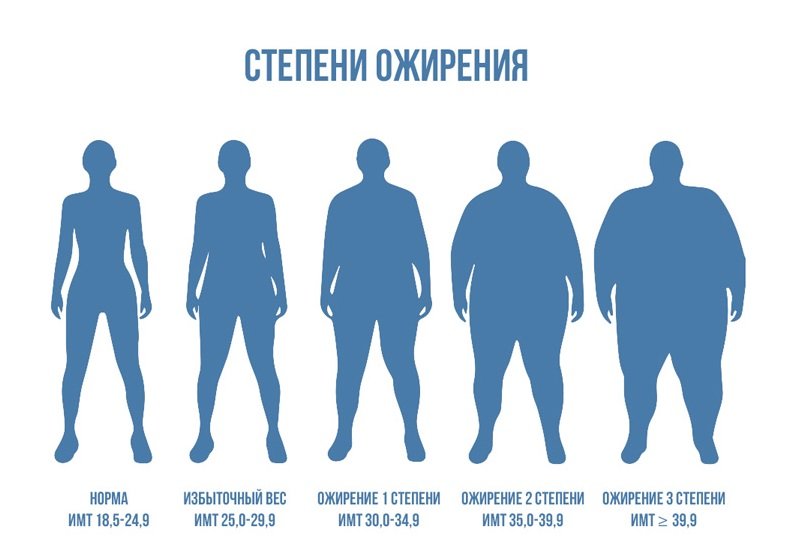 СТЕПЕНИ ОЖИРЕНИЯ
НОРМА
ИМТ 18,5-24,9
ИЗБЫТОЧНЫЙ ВЕС
ИМТ 25,0-29,9
ОЖИРЕНИЕ 1 СТЕПЕНИ
ИМТ 30,0-34,9
ОЖИРЕНИЕ 2 СТЕПЕНИ
ИМТ 35,0-39,9
ОЖИРЕНИЕ 3 СТЕПЕНИ
ИМТ ≥ 39,9